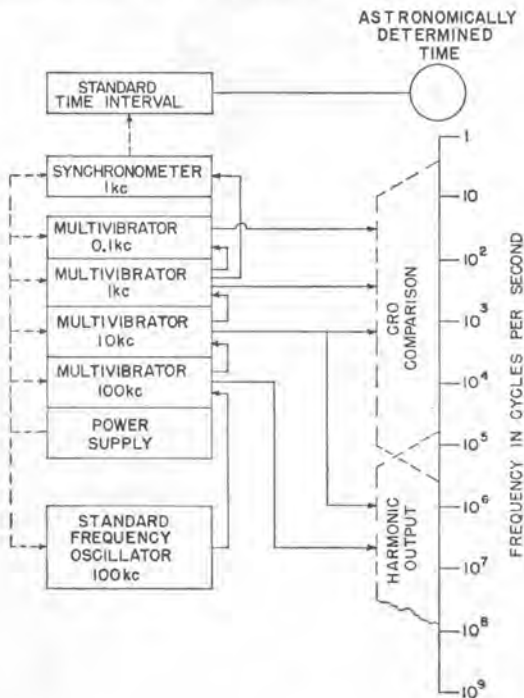 ASTRONOMICALLY
DETERMINED
TIME
STANDARD
TIME INTERVAL
SYNCHRONOMETER
1kc
MULTIVIBRATOR
0.1kc
MULTIVIBRATOR
1kc
MULTIVIBRATOR
10kc
MULTIVIBRATOR
100kc
POWER
SUPPLY
STANDARD
FREQUENCY
OSCILLATOR
100kc
CRO
COMPARISON
HARMONIC
OUTPUT
1
10
10²
10³
10⁴
10⁵
10⁶
10⁷
10⁸
10⁹
FREQUENCY IN CYCLES PER SECOND